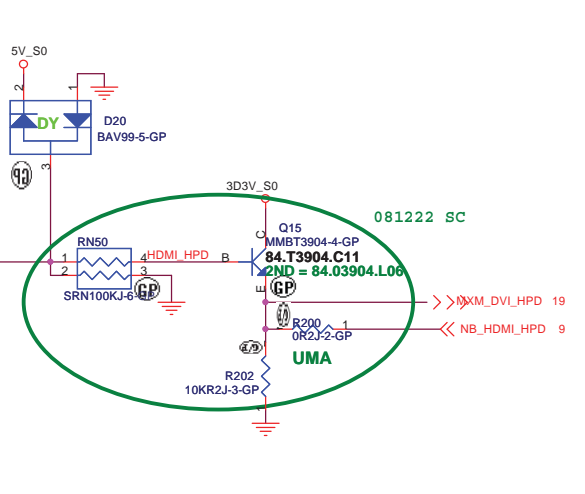 5V_S0
2
1
DY
D20
BAV99-5-GP
3
GP
3D3V_S0
081222 SC
Q15
MMBT3904-4-GP
84.T3904.C11
2ND = 84.03904.L06
C
B
E
RN50
1
2
4
3
HDMI_HPD
SRN100KJ-6-GP
GP
GP
MXM_DVI_HPD 19
R200
1
0R2J-2-GP
NB_HDMI_HPD 9
UMA
R202
10KR2J-3-GP
1